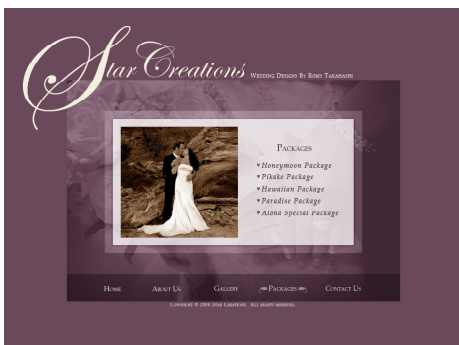 Star Creations
Wedding Designs By Romy Takahashi
Packages
♥ Honeymoon Package
♥ Pikake Package
♥ Hawaiian Package
♥ Paradise Package
♥ Aloha Special Package
Home About Us Gallery Packages Contact Us
Copyright © 2008 Star Creations. All rights reserved.